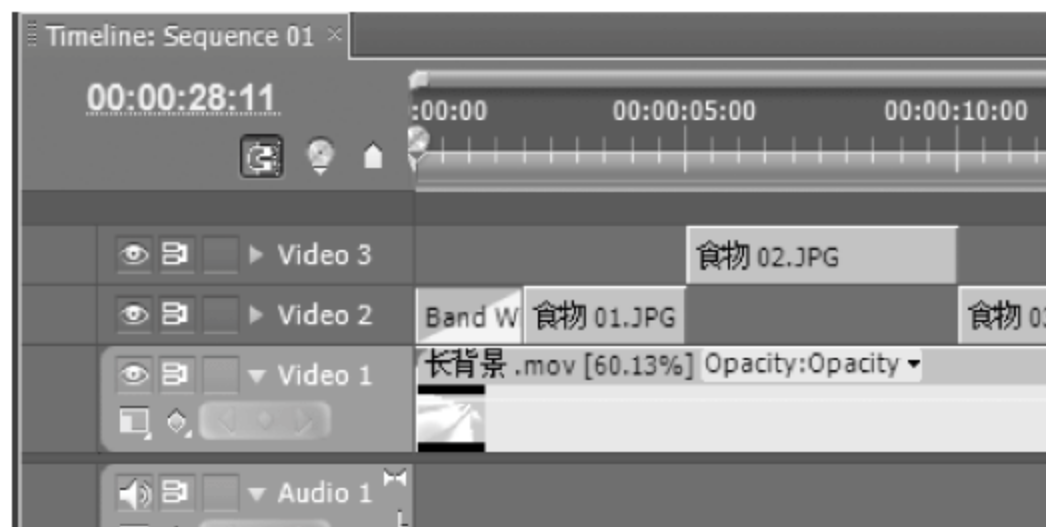 Timeline: Sequence 01 ×
00:00:28:11
:00:00 00:00:05:00 00:00:10:00
Video 3 食物 02.JPG
Video 2 Band W 食物 01.JPG 食物
Video 1 长背景 .mov [60.13%] Opacity:Opacity
Audio 1